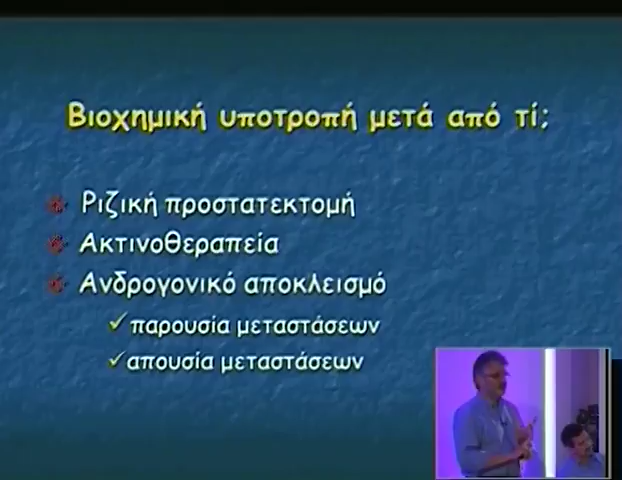 Βιοχημική υποτροπή μετά από τί;
Ριζική προστατεκτομή
Ακτινοθεραπεία
Ανδρογονικό αποκλεισμό
παρουσία μεταστάσεων
απουσία μεταστάσεων